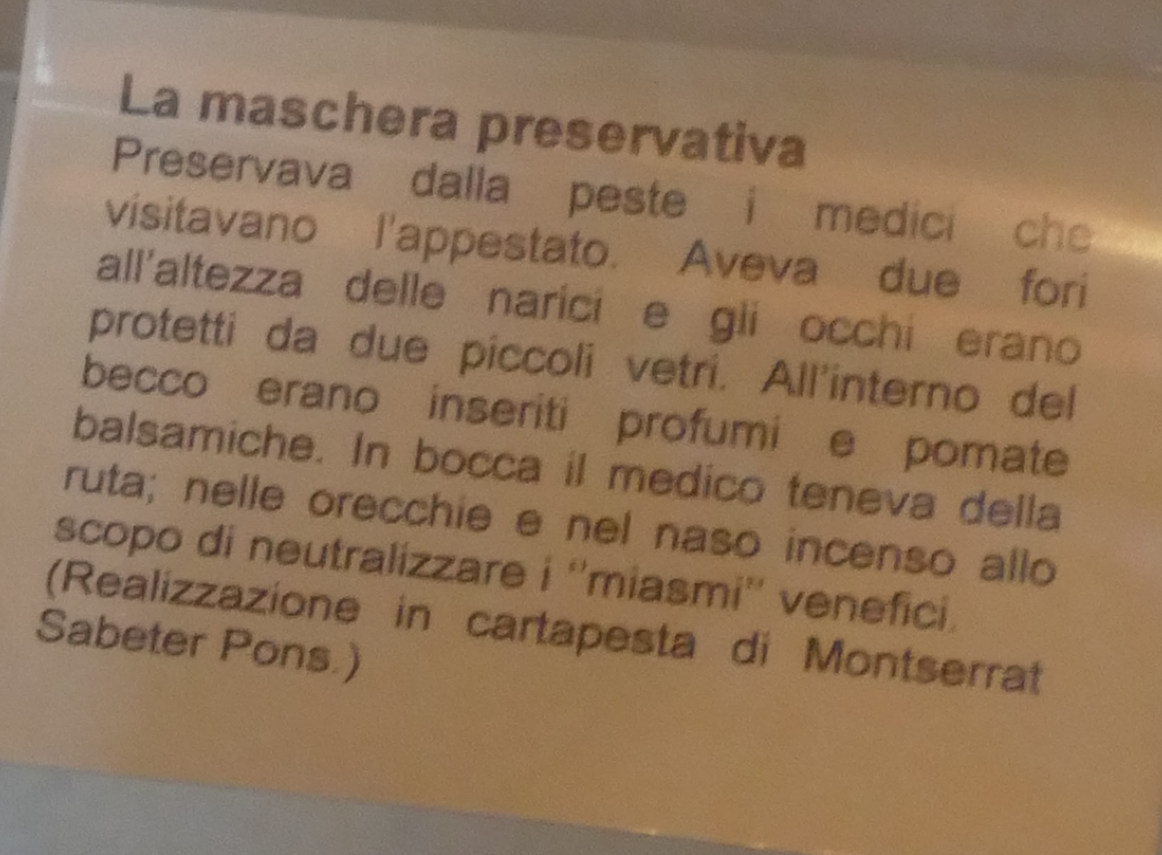 La maschera preservativa
Preservava dalla peste i medici che
visitavano l'appestato. Aveva due fori
all'altezza delle narici e gli occhi erano
protetti da due piccoli vetri. All'interno del
becco erano inseriti profumi e pomate
balsamiche. In bocca il medico teneva della
ruta; nelle orecchie e nel naso incenso allo
scopo di neutralizzare i "miasmi" venefici.
(Realizzazione in cartapesta di Montserrat
Sabeter Pons.)